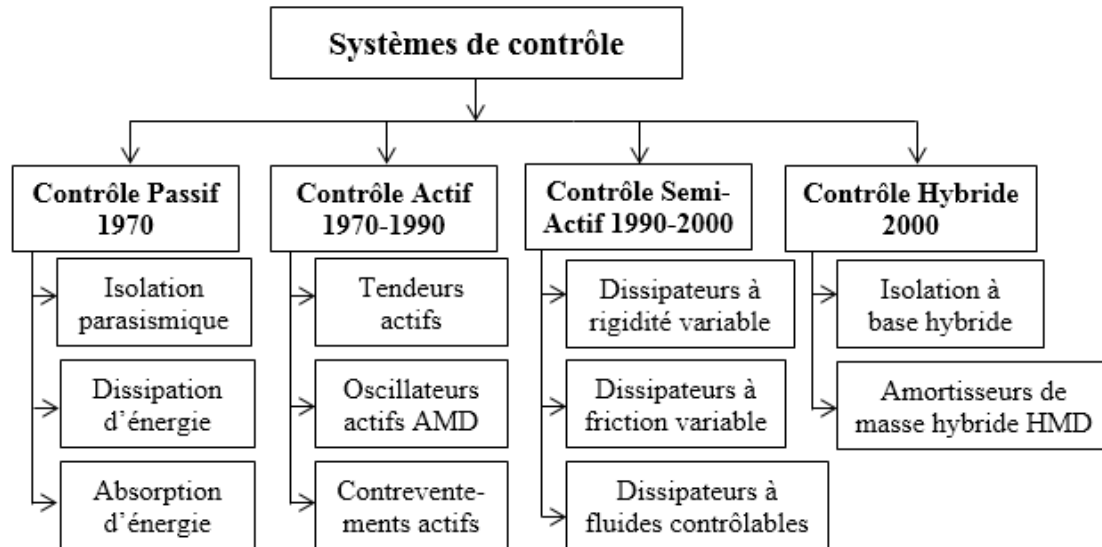 Systèmes de contrôle
Contrôle Passif
1970
Isolation
parasismique
Dissipation
d’énergie
Absorption
d’énergie
Contrôle Actif
1970-1990
Tendeurs
actifs
Oscillateurs
actifs AMD
Contrevente-
ments actifs
Contrôle Semi-
Actif 1990-2000
Dissipateurs à
rigidité variable
Dissipateurs à
friction variable
Dissipateurs à
fluides contrôlables
Contrôle Hybride
2000
Isolation à
base hybride
Amortisseurs de
masse hybride HMD